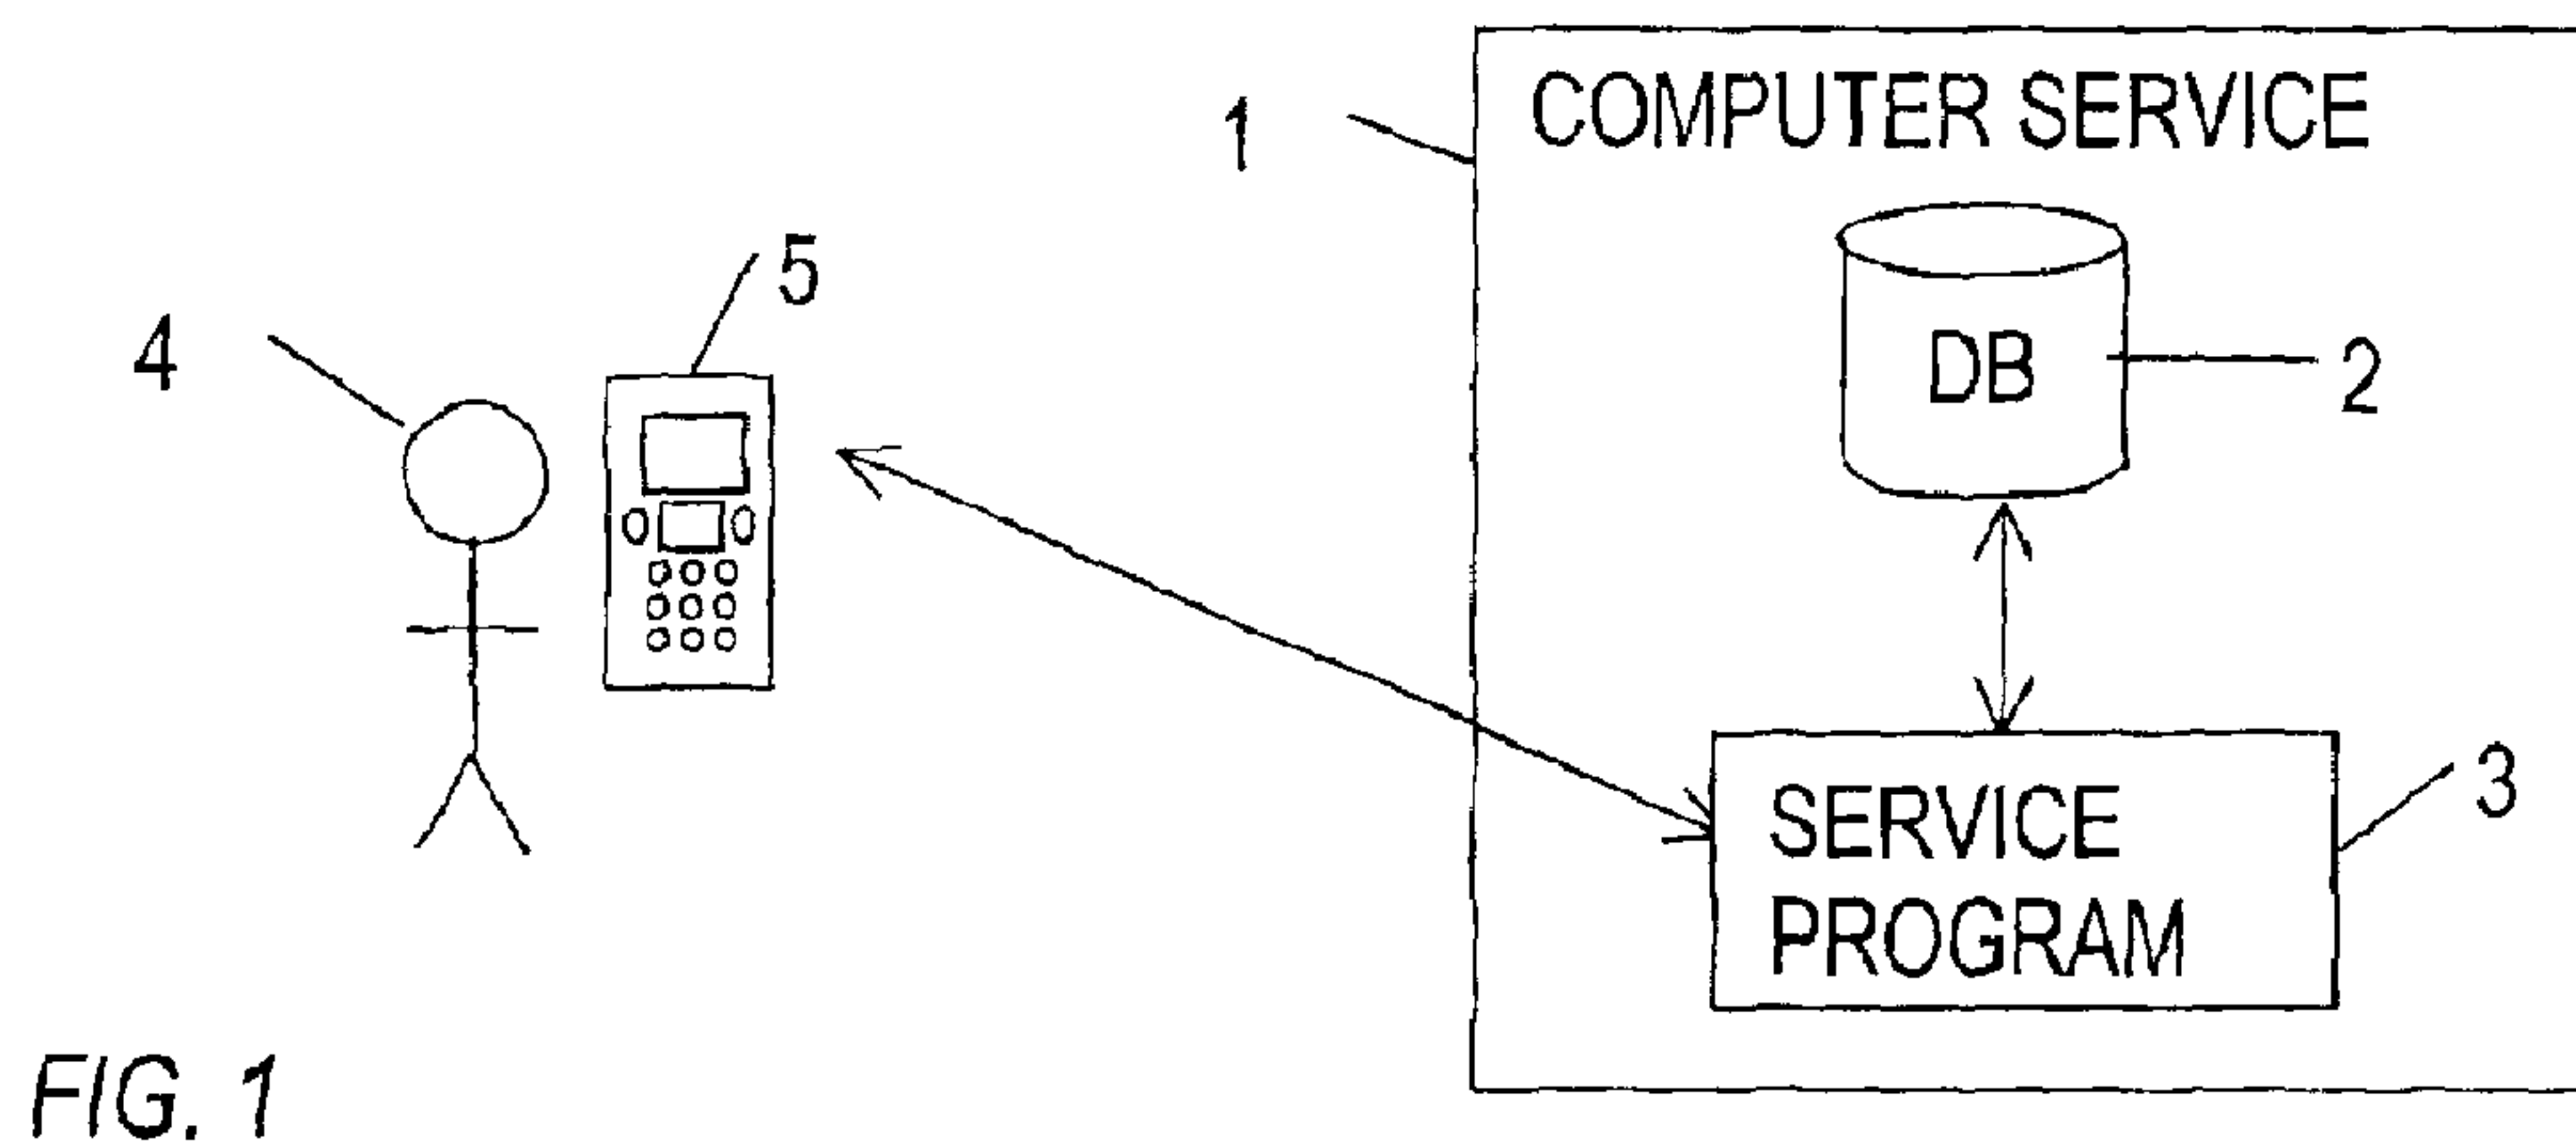 COMPUTER SERVICE
1
5
4
DB
2
SERVICE
PROGRAM
3
FIG. 1